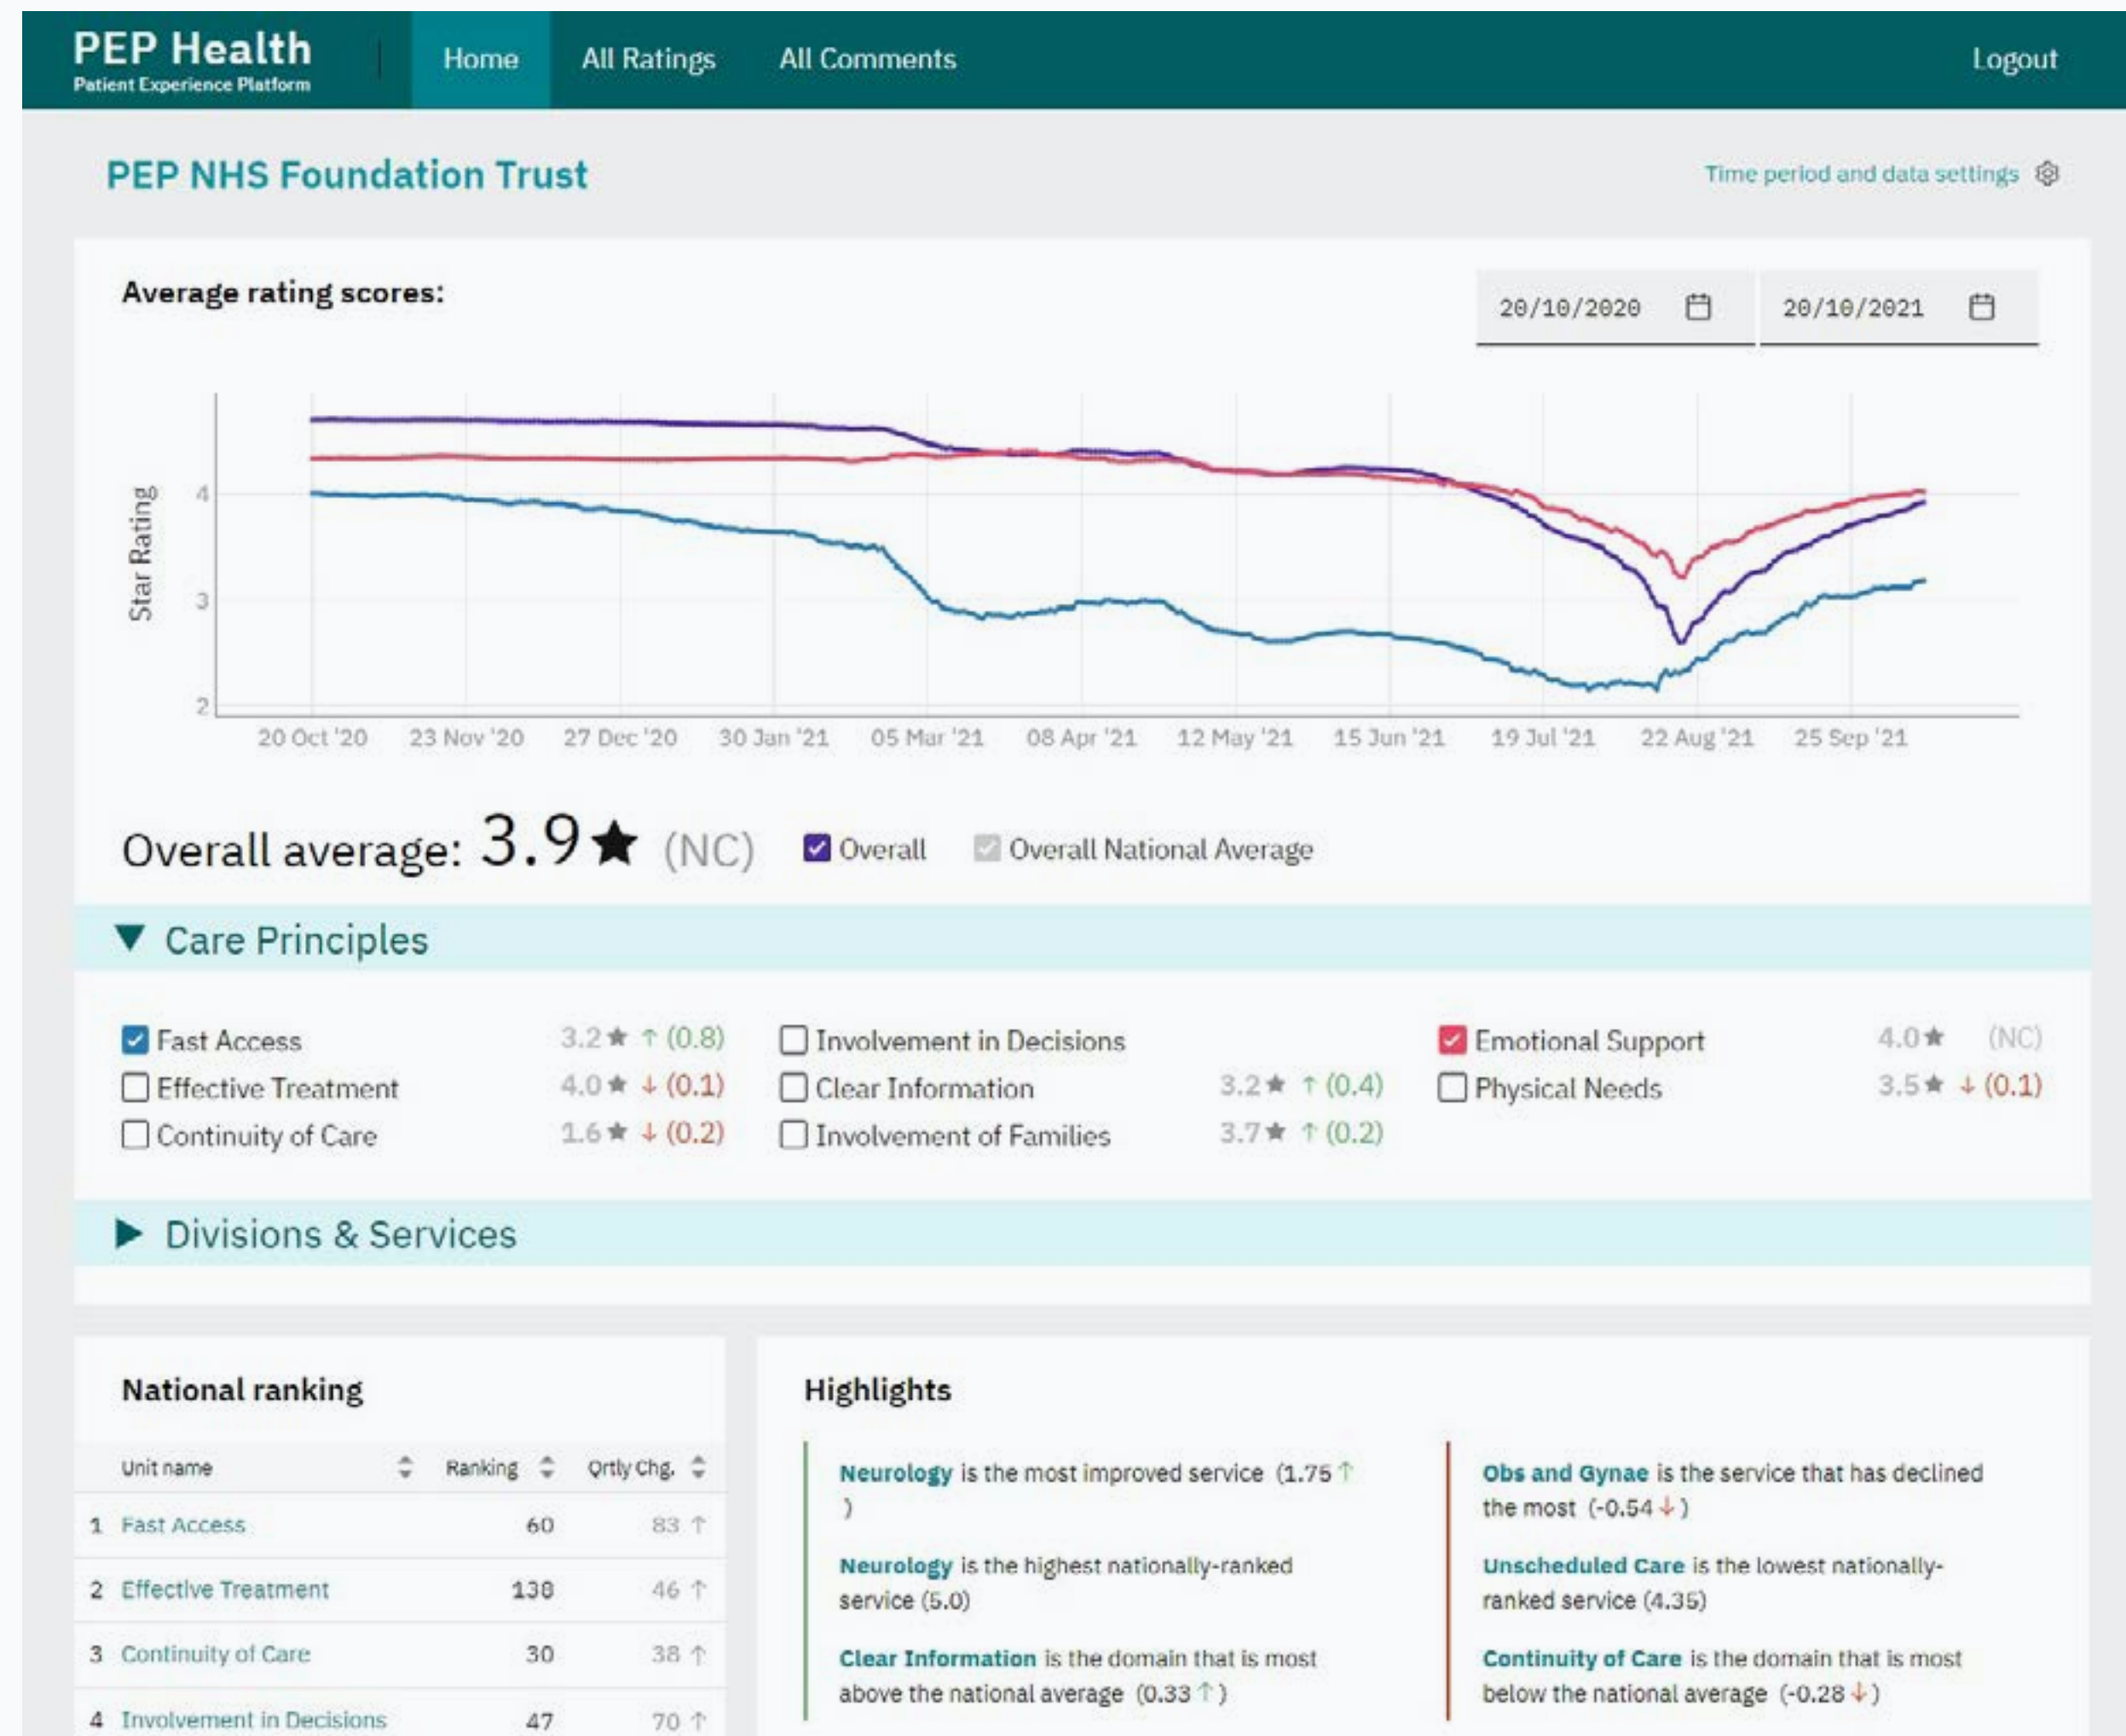 PEP Health
Patient Experience Platform
Home
All Ratings
All Comments
Logout
PEP NHS Foundation Trust
Time period and data settings
Average rating scores:
20/10/2020
20/10/2021
Star Rating
4
3
2
20 Oct '20
23 Nov '20
27 Dec '20
30 Jan '21
05 Mar '21
08 Apr '21
12 May '21
15 Jun '21
19 Jul '21
22 Aug '21
25 Sep '21
Overall average: 3.9★ (NC)
Overall
Overall National Average
▼ Care Principles
Fast Access 3.2★ ↑ (0.8)
Effective Treatment 4.0★ ↓ (0.1)
Continuity of Care 1.6★ ↓ (0.2)
Involvement in Decisions
Clear Information 3.2★ ↑ (0.4)
Involvement of Families 3.7★ ↑ (0.2)
Emotional Support 4.0★ (NC)
Physical Needs 3.5★ ↓ (0.1)
▶ Divisions & Services
National ranking
Unit name Ranking Qrtly Chg.
1 Fast Access 60 83 ↑
2 Effective Treatment 138 46 ↑
3 Continuity of Care 30 38 ↑
4 Involvement in Decisions 47 70 ↑
Highlights
Neurology is the most improved service (1.75 ↑
)
Neurology is the highest nationally-ranked
service (5.0)
Clear Information is the domain that is most
above the national average (0.33 ↑ )
Obs and Gynae is the service that has declined
the most (-0.54 ↓ )
Unscheduled Care is the lowest nationally-
ranked service (4.35)
Continuity of Care is the domain that is most
below the national average (-0.28 ↓ )